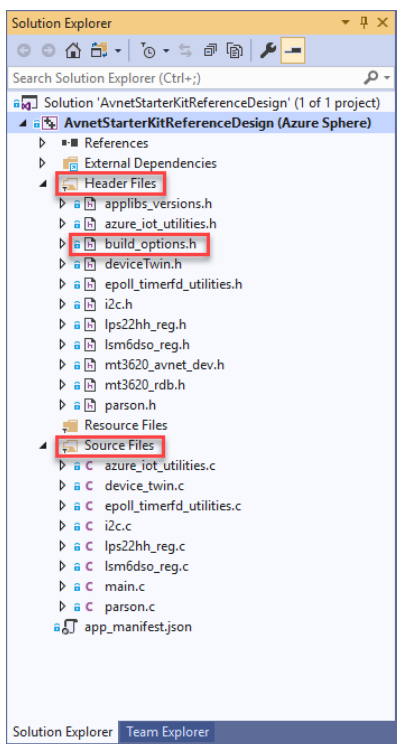 Solution Explorer
Search Solution Explorer (Ctrl+;)
Solution 'AvnetStarterKitReferenceDesign' (1 of 1 project)
AvnetStarterKitReferenceDesign (Azure Sphere)
References
External Dependencies
Header Files
applibs_versions.h
azure_iot_utilities.h
build_options.h
deviceTwin.h
epoll_timerfd_utilities.h
i2c.h
lps22hh_reg.h
lsm6dso_reg.h
mt3620_avnet_dev.h
mt3620_rdb.h
parson.h
Resource Files
Source Files
azure_iot_utilities.c
device_twin.c
epoll_timerfd_utilities.c
i2c.c
lps22hh_reg.c
lsm6dso_reg.c
main.c
parson.c
app_manifest.json
Solution Explorer Team Explorer